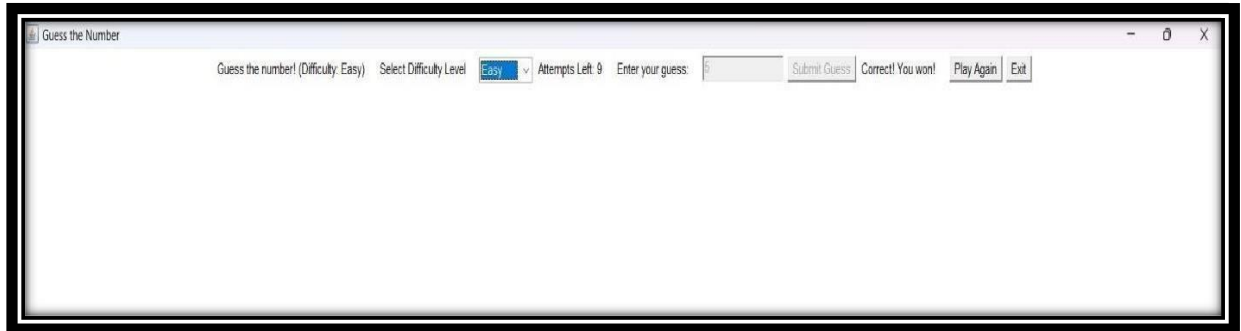 Guess the Number
Guess the number! (Difficulty: Easy) Select Difficulty Level Easy Attempts Left: 9 Enter your guess: 5 Submit Guess Correct! You won! Play Again Exit